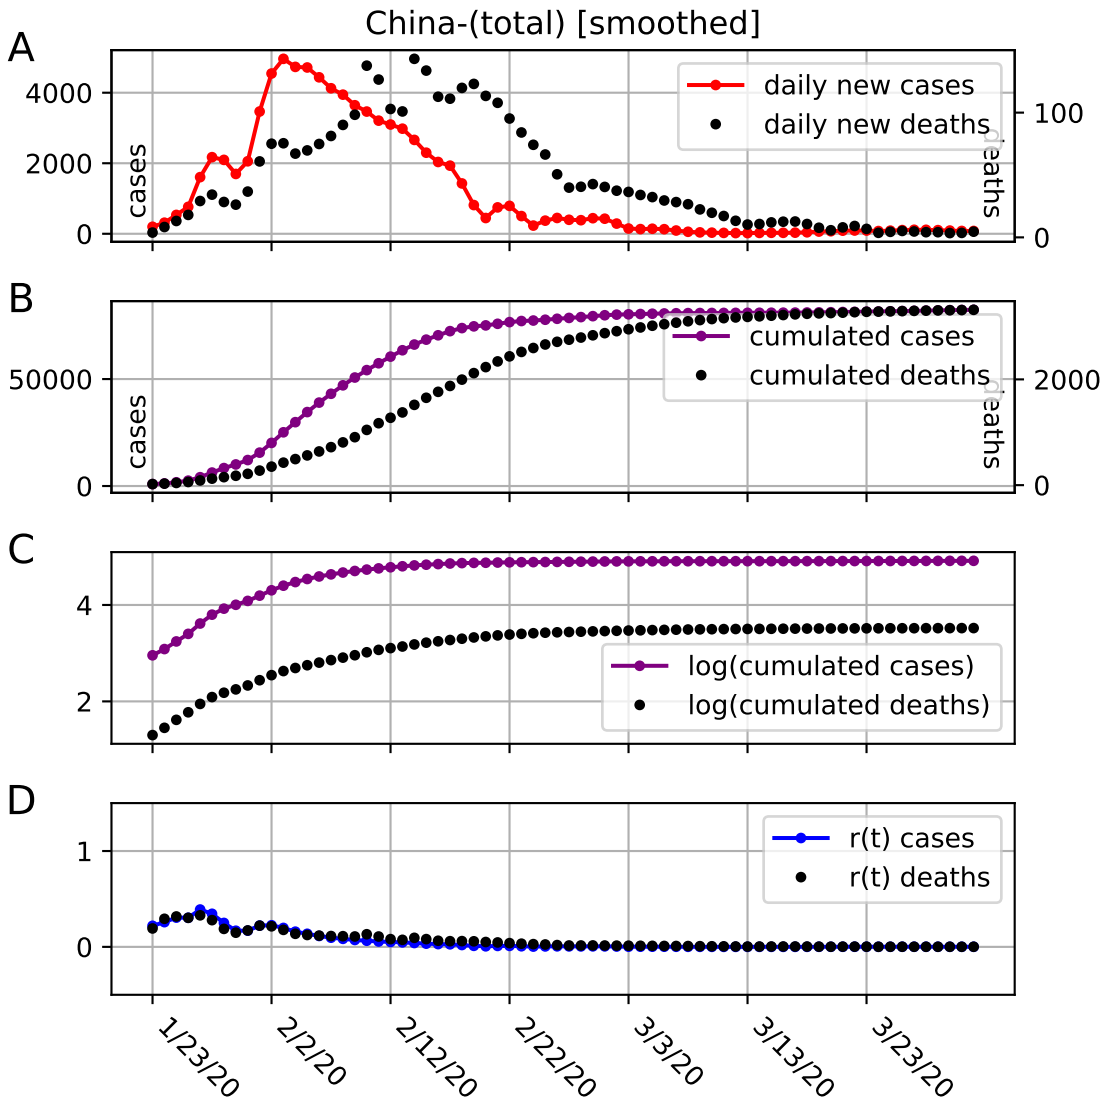 China-(total) [smoothed]
A
4000
2000
0
cases
daily new cases
daily new deaths
100
0
deaths
B
50000
0
cases
cumulated cases
cumulated deaths
2000
0
deaths
C
4
2
log(cumulated cases)
log(cumulated deaths)
D
1
0
r(t) cases
r(t) deaths
1/23/20
2/2/20
2/12/20
2/22/20
3/3/20
3/13/20
3/23/20